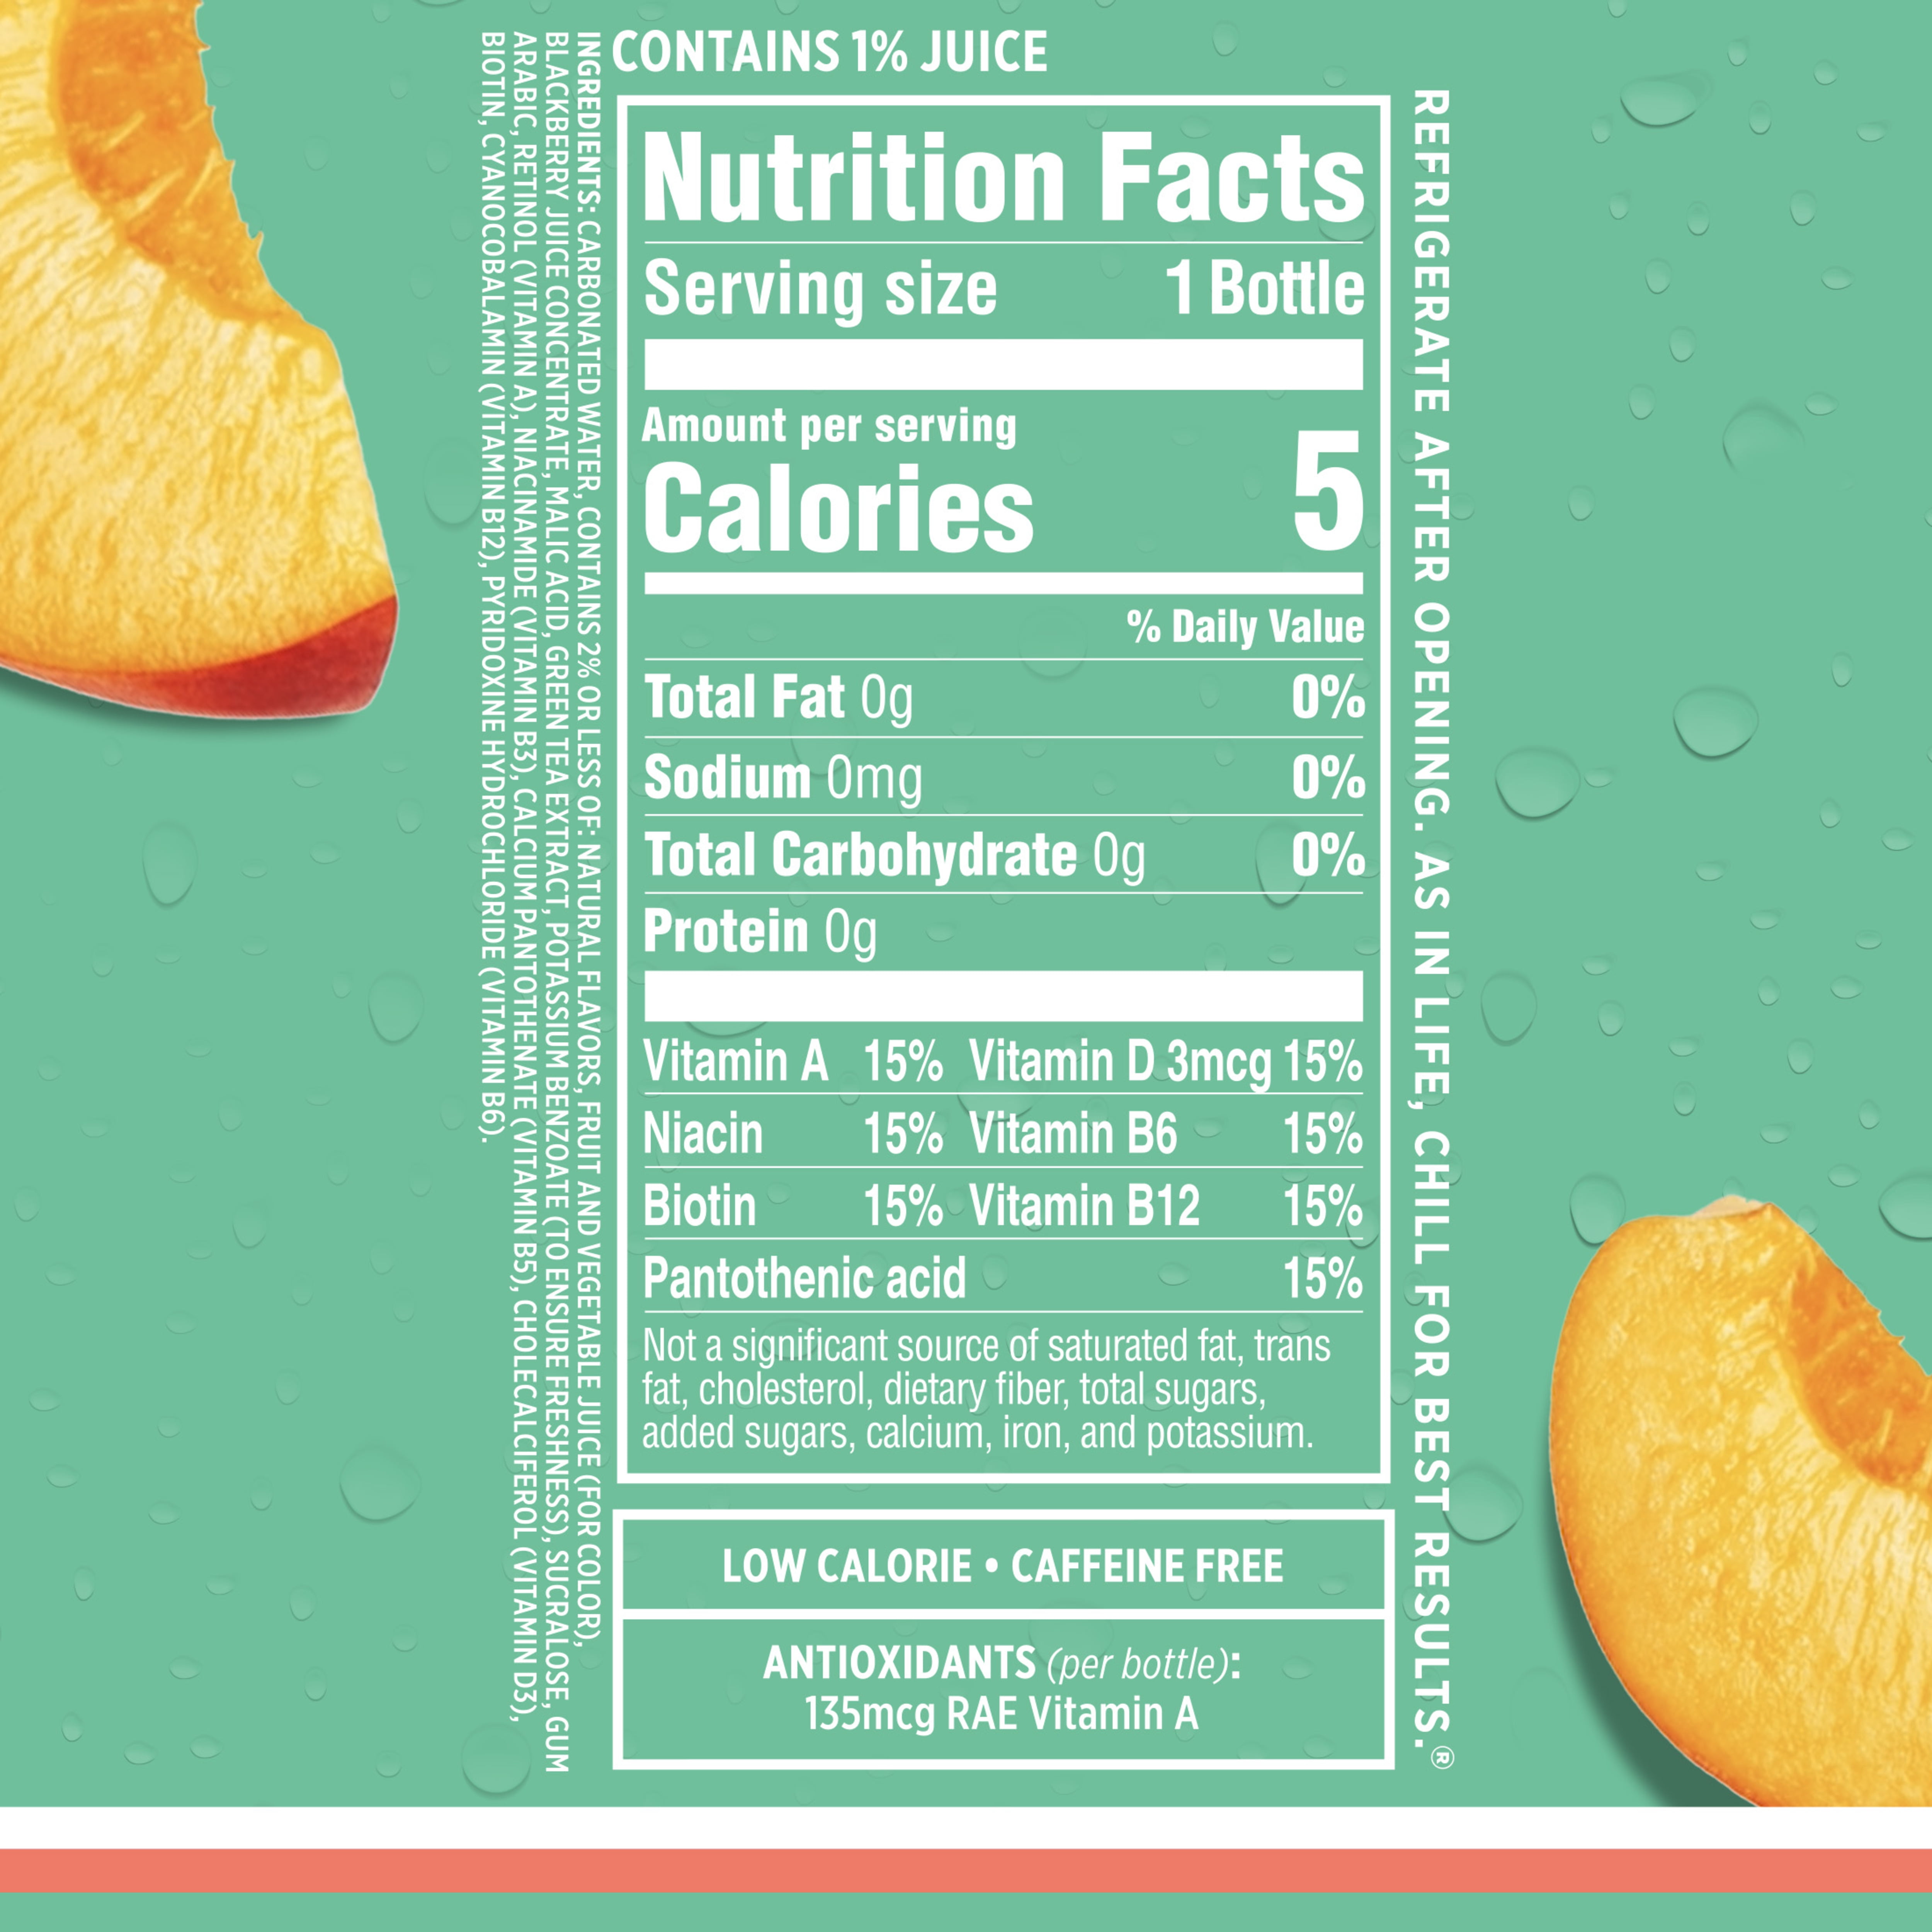 CONTAINS 1% JUICE
INGREDIENTS: CARBONATED WATER, CONTAINS 2% OR LESS OF: NATURAL FLAVORS, FRUIT AND VEGETABLE JUICE (FOR COLOR),
BLACKBERRY JUICE CONCENTRATE, MALIC ACID, GREEN TEA EXTRACT, POTASSIUM BENZOATE (TO ENSURE FRESHNESS), SUCRALOSE, GUM
ARABIC, RETINOL (VITAMIN A), NIACINAMIDE (VITAMIN B3), CALCIUM PANTOTHENATE (VITAMIN B5), CHOLECALCIFEROL (VITAMIN D3),
BIOTIN, CYANOCOBALAMIN (VITAMIN B12), PYRIDOXINE HYDROCHLORIDE (VITAMIN B6).
Nutrition Facts
Serving size 1 Bottle
Amount per serving
Calories 5
% Daily Value
Total Fat 0g 0%
Sodium 0mg 0%
Total Carbohydrate 0g 0%
Protein 0g
Vitamin A 15% Vitamin D 3mcg 15%
Niacin 15% Vitamin B6 15%
Biotin 15% Vitamin B12 15%
Pantothenic acid 15%
Not a significant source of saturated fat, trans
fat, cholesterol, dietary fiber, total sugars,
added sugars, calcium, iron, and potassium.
LOW CALORIE • CAFFEINE FREE
ANTIOXIDANTS (per bottle):
135mcg RAE Vitamin A
REFRIGERATE AFTER OPENING. AS IN LIFE, CHILL FOR BEST RESULTS.®